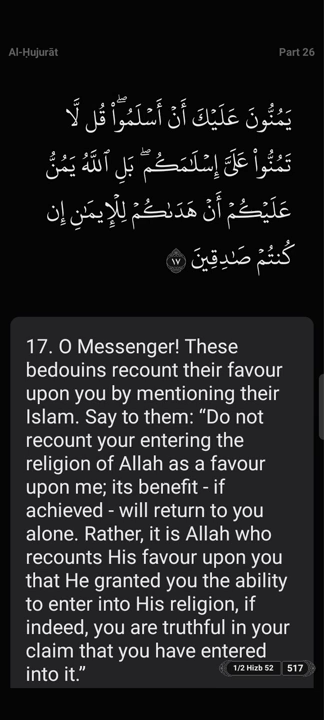 Al-Ḥujurāt Part 26
يَمُنُّونَ عَلَيۡكَ أَنۡ أَسۡلَمُواْۖ قُل لَّا
تَمُنُّواْ عَلَيَّ إِسۡلَٰمَكُمۖ بَلِ ٱللَّهُ يَمُنُّ
عَلَيۡكُمۡ أَنۡ هَدَىٰكُمۡ لِلۡإِيمَٰنِ إِن
كُنتُمۡ صَٰدِقِينَ ١٧
17. O Messenger! These
bedouins recount their favour
upon you by mentioning their
Islam. Say to them: “Do not
recount your entering the
religion of Allah as a favour
upon me; its benefit - if
achieved - will return to you
alone. Rather, it is Allah who
recounts His favour upon you
that He granted you the ability
to enter into His religion, if
indeed, you are truthful in your
claim that you have entered
into it.”
1/2 Hizb 52 517